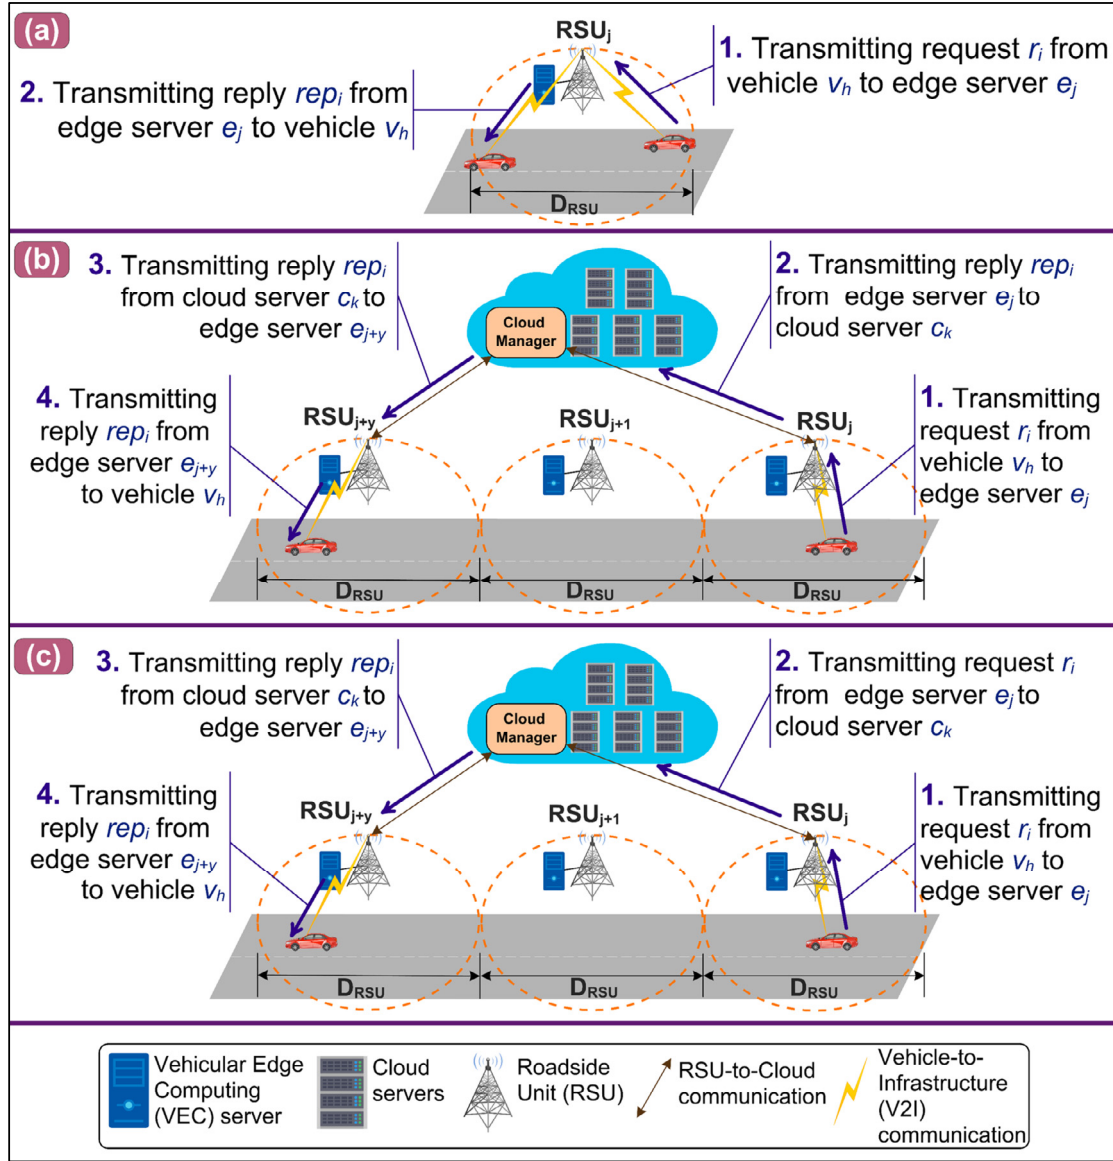 (a)
RSUj
1. Transmitting request ri from
vehicle vh to edge server ej
2. Transmitting reply repi from
edge server ej to vehicle vh
DRSU
(b)
3. Transmitting reply repi
from cloud server ck to
edge server ej+y
Cloud
Manager
2. Transmitting reply repi
from edge server ej to
cloud server ck
4. Transmitting
reply repi from
edge server ej+y
to vehicle vh
RSUj+y
RSUj+1
RSUj
1. Transmitting
request ri from
vehicle vh to
edge server ej
DRSU
DRSU
DRSU
(c)
3. Transmitting reply repi
from cloud server ck to
edge server ej+y
Cloud
Manager
2. Transmitting request ri
from edge server ej to
cloud server ck
4. Transmitting
reply repi from
edge server ej+y
to vehicle vh
RSUj+y
RSUj+1
RSUj
1. Transmitting
request ri from
vehicle vh to
edge server ej
DRSU
DRSU
DRSU
Vehicular Edge
Computing
(VEC) server
Cloud
servers
Roadside
Unit (RSU)
RSU-to-Cloud
communication
Vehicle-to-
Infrastructure
(V2I)
communication